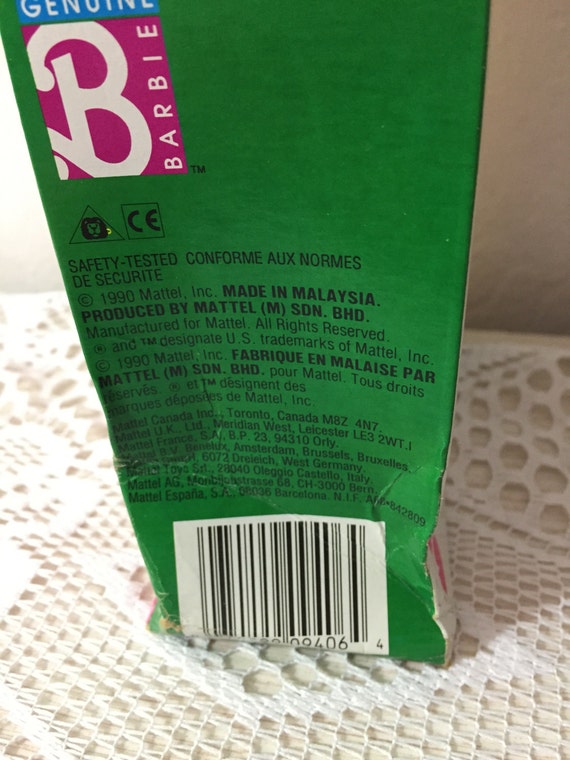 GENUINE
B
BARBIE
TM
CE
SAFETY-TESTED CONFORME AUX NORMES
DE SECURITE
© 1990 Mattel, Inc. MADE IN MALAYSIA.
PRODUCED BY MATTEL (M) SDN. BHD.
Manufactured for Mattel. All Rights Reserved.
® and TM designate U.S. trademarks of Mattel, Inc.
© 1990 Mattel, Inc. FABRIQUE EN MALAISE PAR
MATTEL (M) SDN. BHD. pour Mattel. Tous droits
réservés. ® et TM désignent des
marques déposées de Mattel, Inc.
Mattel Canada Inc., Toronto, Canada M8Z 4N7.
Mattel U.K., Ltd., Meridian West, Leicester LE3 2WT.
Mattel France, S.A. B.P. 23, 94310 Orly.
Mattel B.V. Benelux, Amsterdam, Brussels, Bruxelles.
6072 Dreieich, West Germany.
Toys Srl., 28040 Oleggio Castello, Italy.
Mattel AG, Monbijoustrasse 68, CH-3000 Bern.
Mattel España, S.A. 08036 Barcelona. N.I.F. A08-842809
09406 4